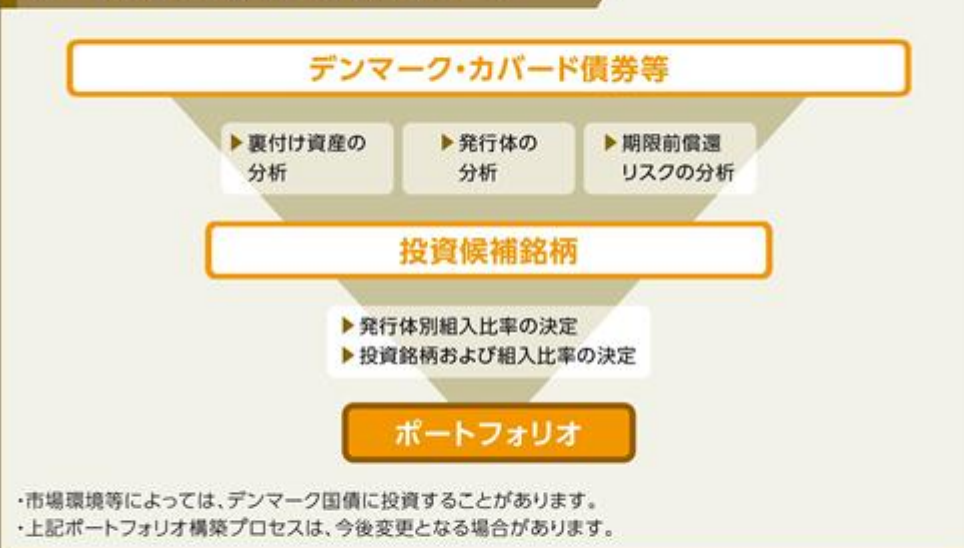 デンマーク・カバード債券等
▶裏付け資産の
分析
▶発行体の
分析
▶期限前償還
リスクの分析
投資候補銘柄
▶発行体別組入比率の決定
▶投資銘柄および組入比率の決定
ポートフォリオ
・市場環境等によっては、デンマーク国債に投資することがあります。
・上記ポートフォリオ構築プロセスは、今後変更となる場合があります。